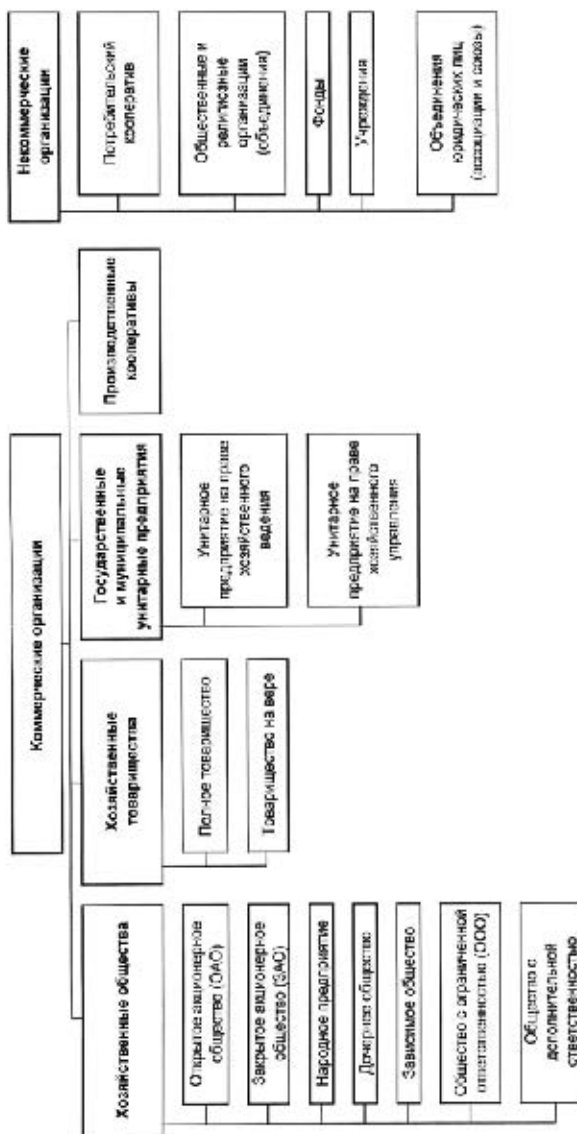 Коммерческие организации
Некоммерческие
организации
Хозяйственные общества
Хозяйственные
товарищества
Государственные
и муниципальные
унитарные предприятия
Производственные
кооперативы
Потребительский
кооператив
Открытое акционерное
общество (ОАО)
Полное товарищество
Унитарное
предприятие на праве
хозяйственного
ведения
Общественные и
религиозные
организации
(объединения)
Закрытое акционерное
общество (ЗАО)
Товарищество на вере
Фонды
Народное предприятие
Унитарное
предприятие на праве
хозяйственного
управления
Учреждения
Дочернее общество
Зависимое общество
Объединения
юридических лиц
(ассоциации и союзы)
Общество с ограниченной
ответственностью (ООО)
Общество с
дополнительной
ответственностью